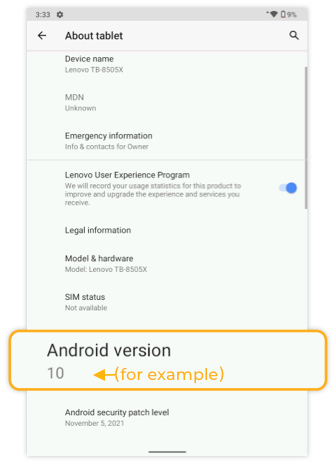 3:33 9%
About tablet
Device name
Lenovo TB-8505X
MDN
Unknown
Emergency information
Info & contacts for Owner
Lenovo User Experience Program
We will record your usage statistics for this product to
improve and upgrade the experience and services you
receive.
Legal information
Model & hardware
Model: Lenovo TB-8505X
SIM status
Not available
Android version
10 (for example)
Android security patch level
November 5, 2021